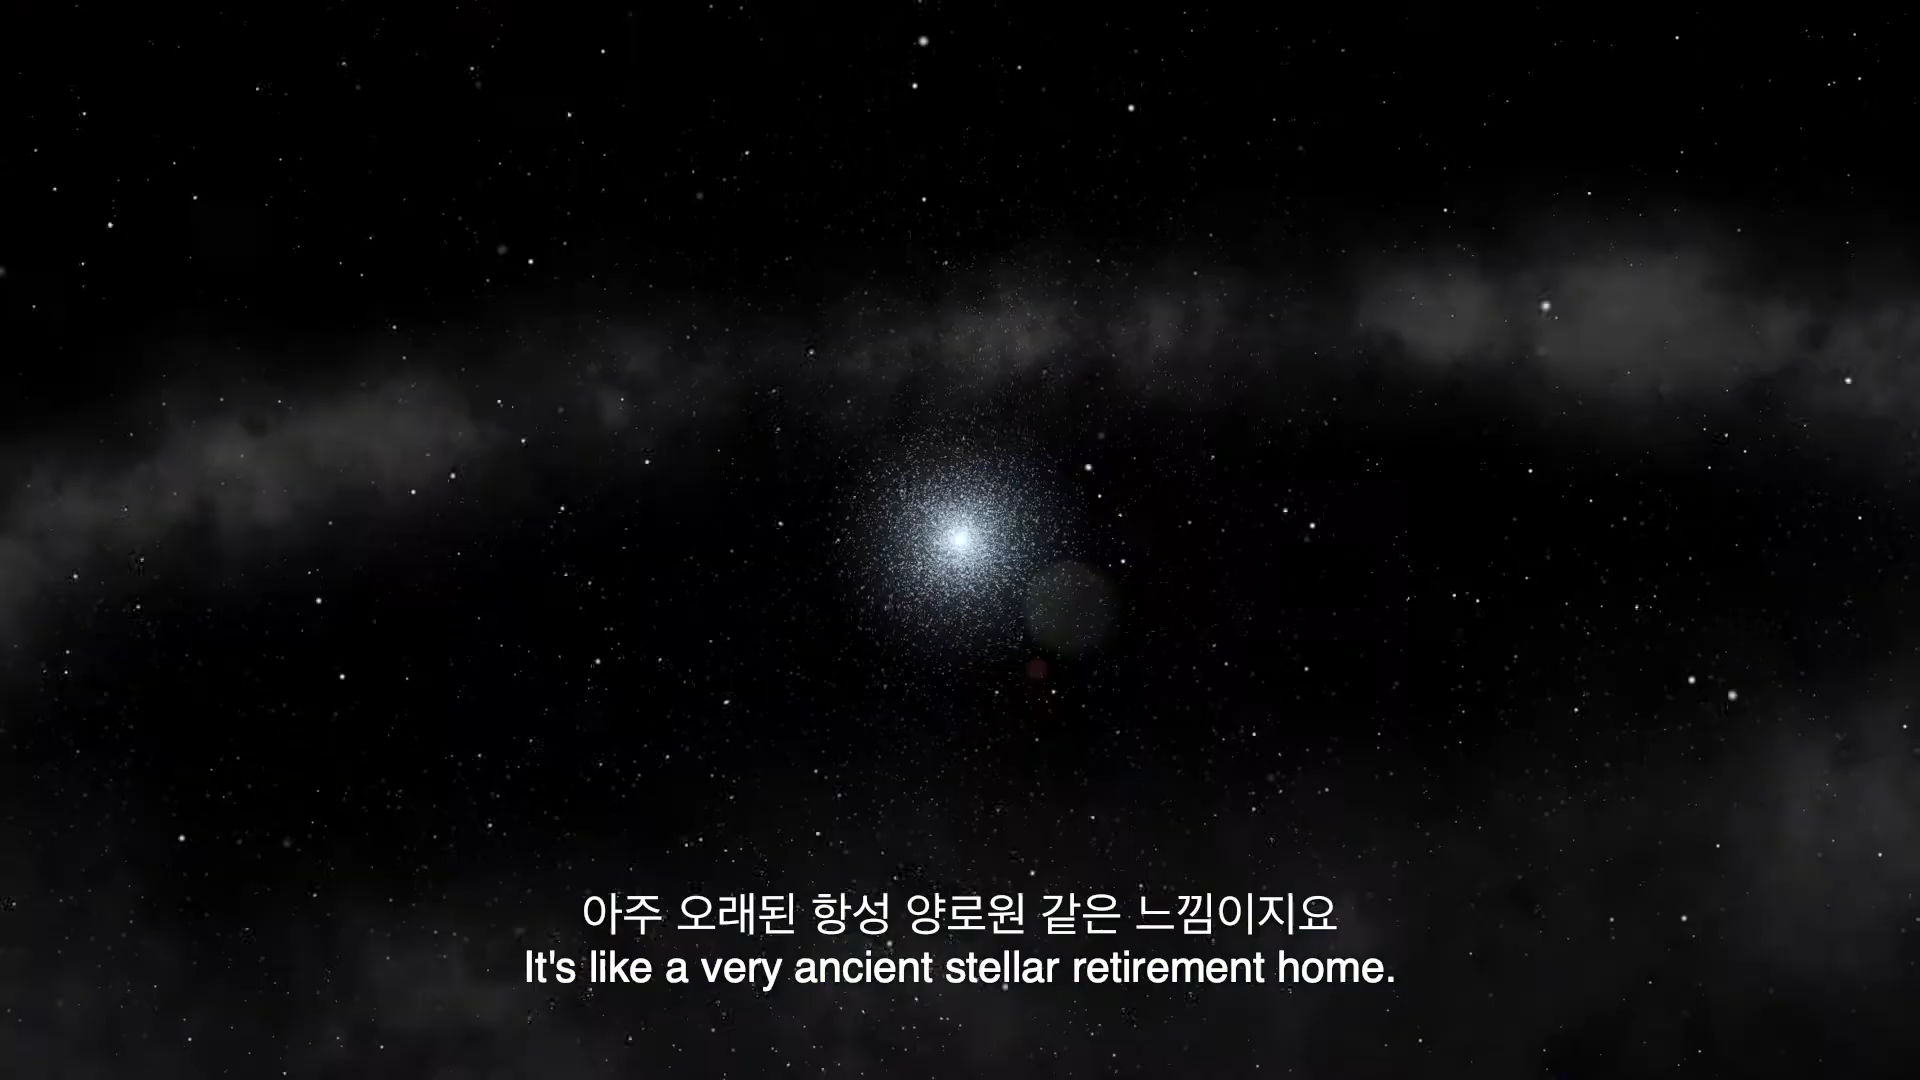 아주 오래된 항성 양로원 같은 느낌이지요
It's like a very ancient stellar retirement home.